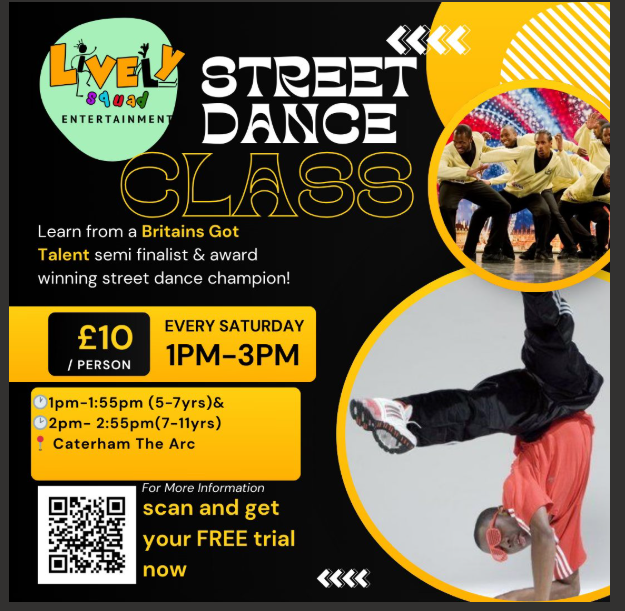 LiVELY
squad
ENTERTAINMENT
STREET
DANCE
CLASS
Learn from a Britains Got
Talent semi finalist & award
winning street dance champion!
£10
/ PERSON
EVERY SATURDAY
1PM-3PM
🕐1pm-1:55pm (5-7yrs)&
🕑2pm- 2:55pm(7-11yrs)
📍 Caterham The Arc
For More Information
scan and get
your FREE trial
now